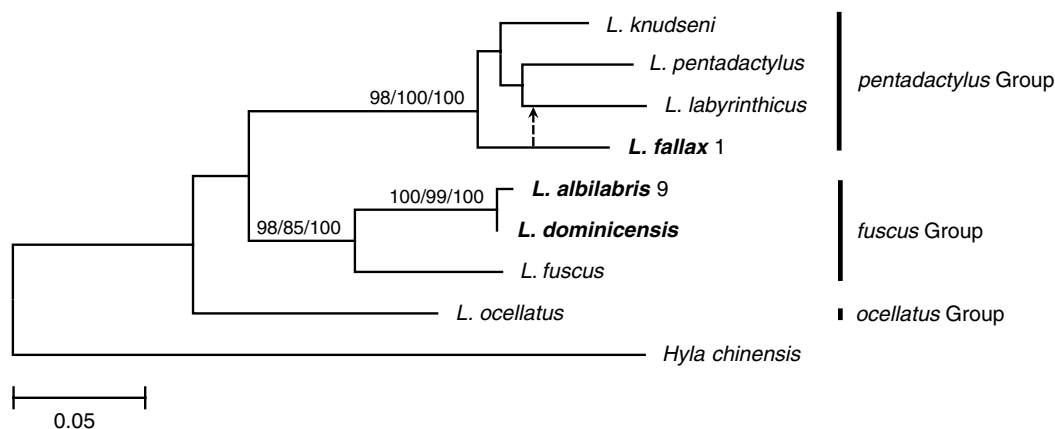 L. knudseni
L. pentadactylus
pentadactylus Group
98/100/100
L. labyrinthicus
L. fallax 1
100/99/100
L. albilabris 9
98/85/100
L. dominicensis
fuscus Group
L. fuscus
L. ocellatus
ocellatus Group
Hyla chinensis
0.05